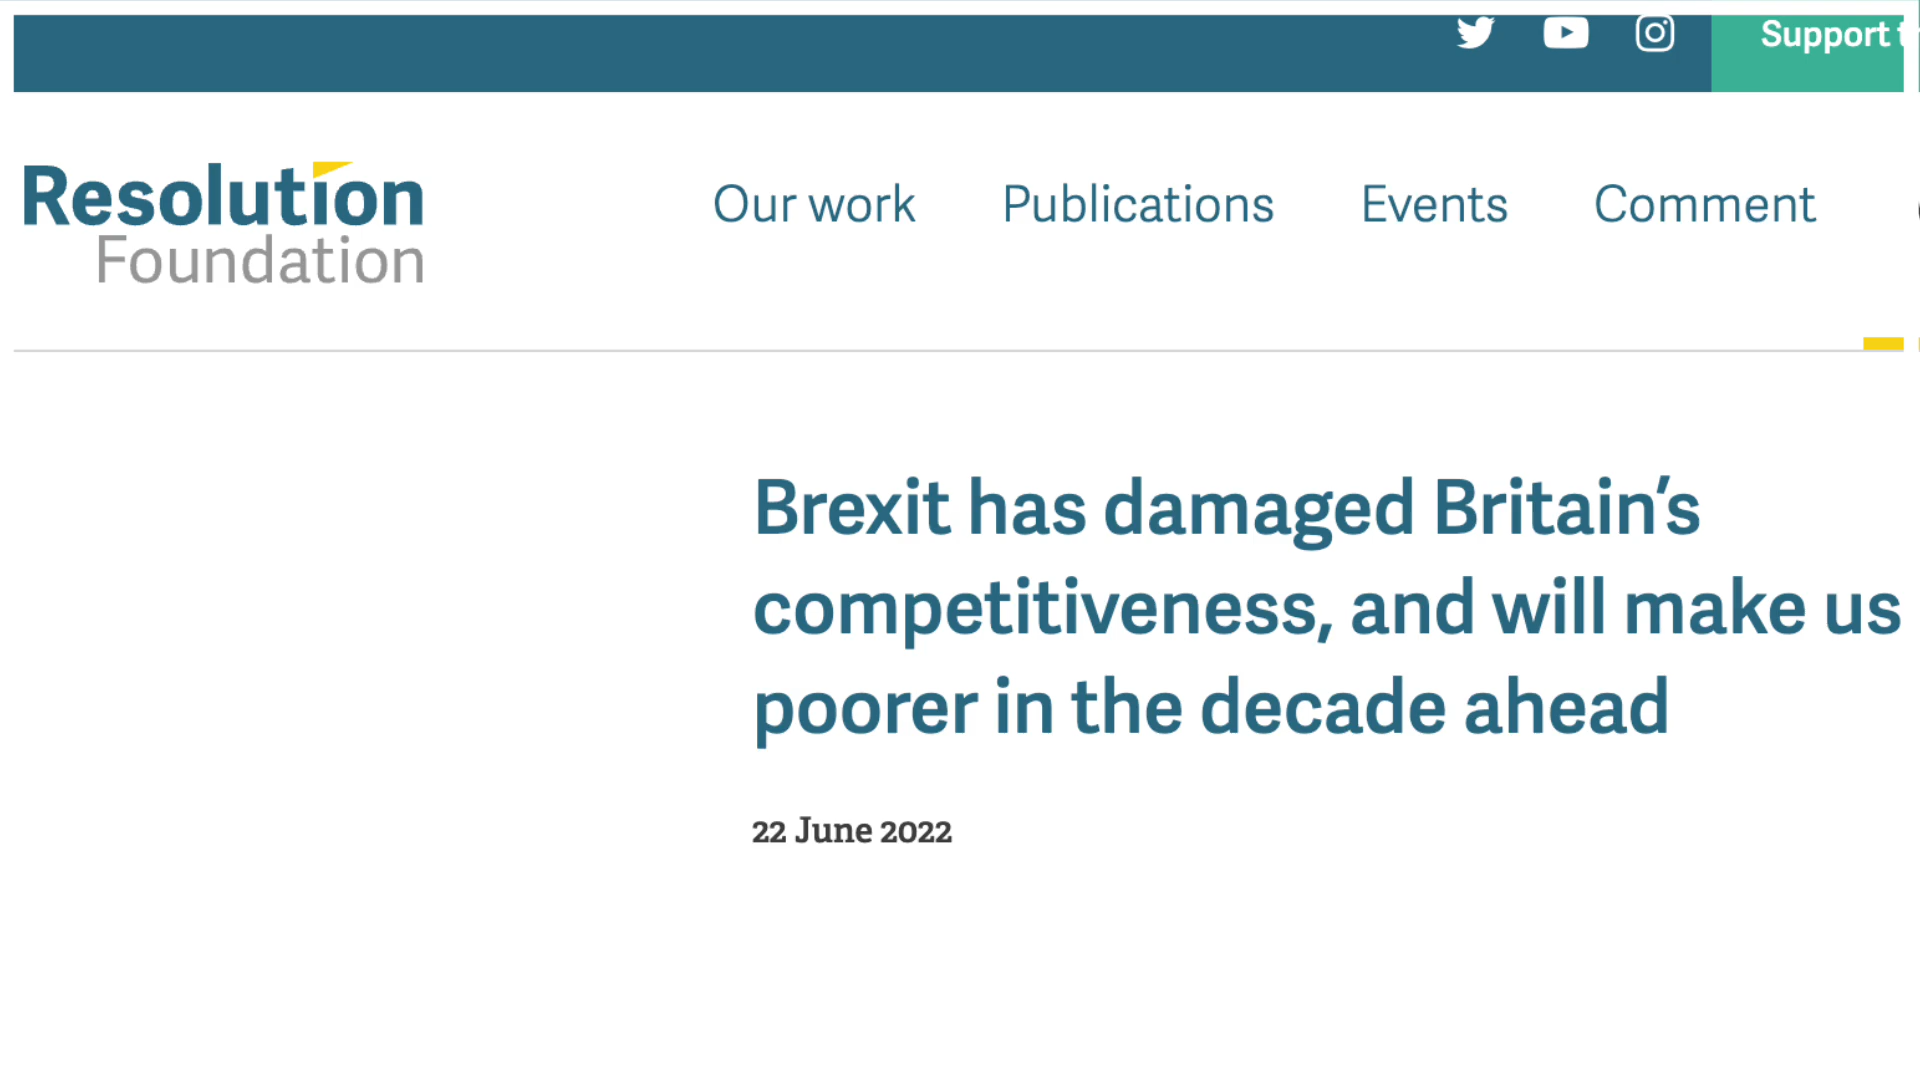 Support t
Resolution
Foundation
Our work
Publications
Events
Comment
Brexit has damaged Britain’s
competitiveness, and will make us
poorer in the decade ahead
22 June 2022